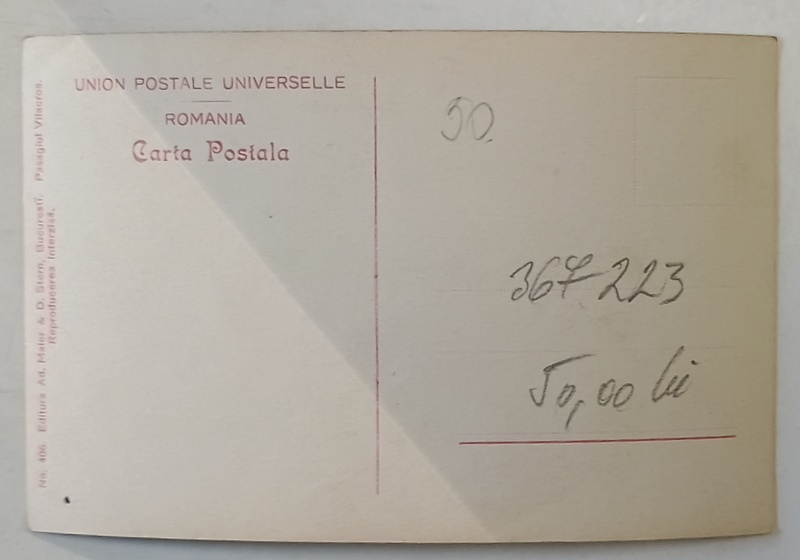 UNION POSTALE UNIVERSELLE
ROMANIA
Carta Postala
No. 406. Editura Ad. Maier & D. Stern, Bucuresti. Pasagiul Vilacros.
Reproducerea interzisă.
50.
367223
50,00 lei